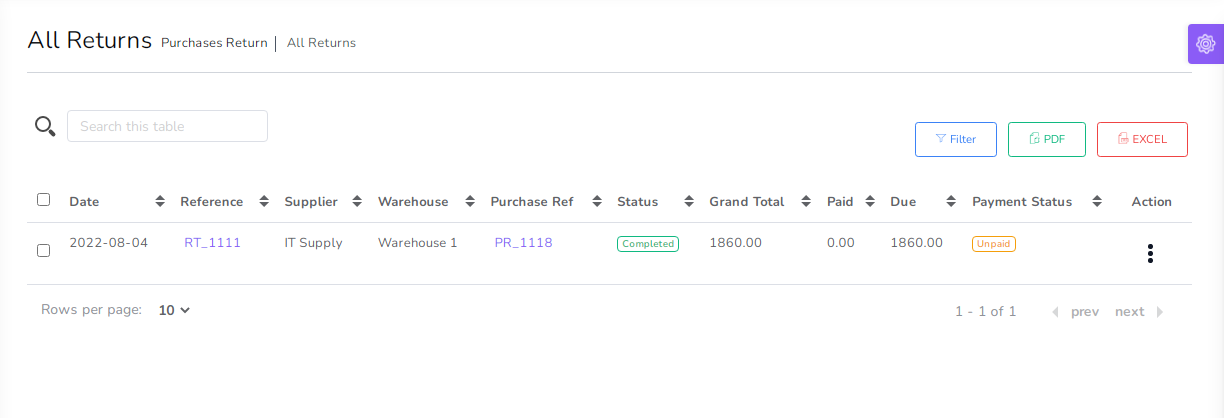 All Returns Purchases Return | All Returns
Search this table
Filter PDF EXCEL
Date Reference Supplier Warehouse Purchase Ref Status Grand Total Paid Due Payment Status Action
2022-08-04 RT_1111 IT Supply Warehouse 1 PR_1118 Completed 1860.00 0.00 1860.00 Unpaid
Rows per page: 10 1 - 1 of 1 prev next